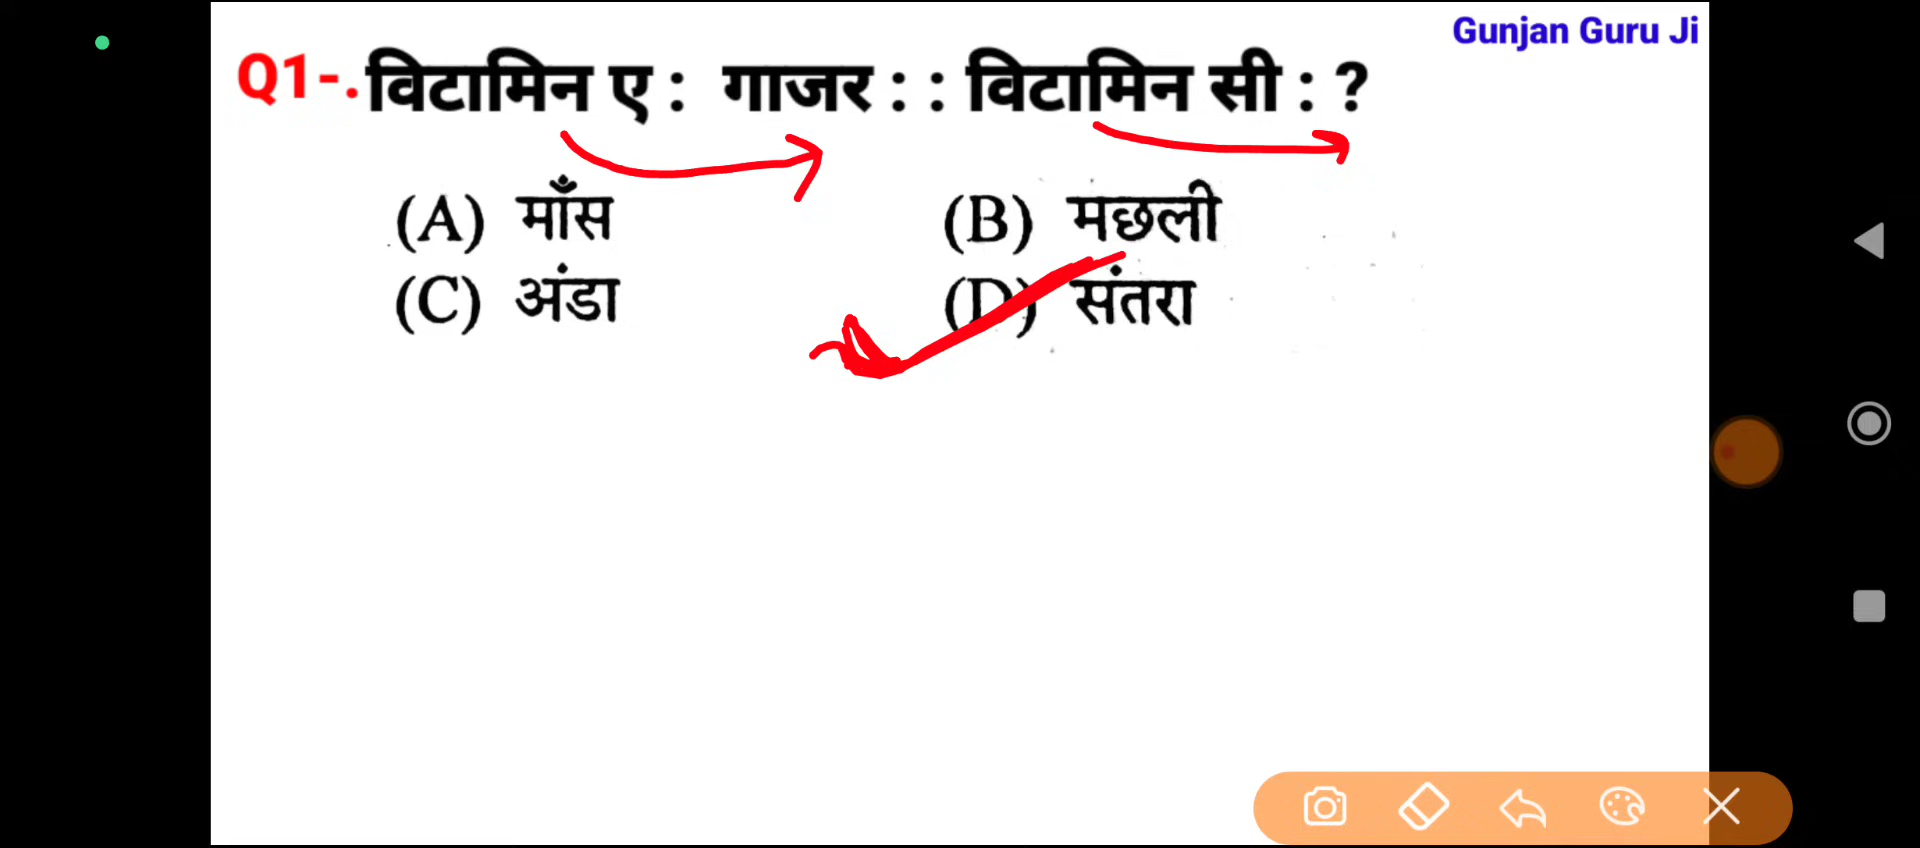 Gunjan Guru Ji
Q1-. विटामिन ए : गाजर : : विटामिन सी : ?
(A) माँस (B) मछली
(C) अंडा (D) संतरा